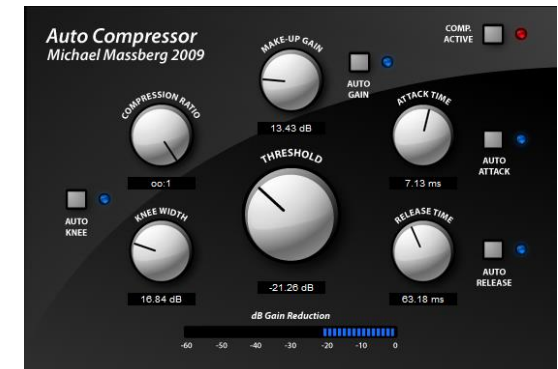 Auto Compressor
Michael Massberg 2009
COMP.
ACTIVE
MAKE-UP GAIN
13.43 dB
AUTO
GAIN
COMPRESSION RATIO
oo:1
ATTACK TIME
7.13 ms
AUTO
ATTACK
THRESHOLD
-21.26 dB
AUTO
KNEE
KNEE WIDTH
16.84 dB
RELEASE TIME
63.18 ms
AUTO
RELEASE
dB Gain Reduction
-60 -50 -40 -30 -20 -10 0